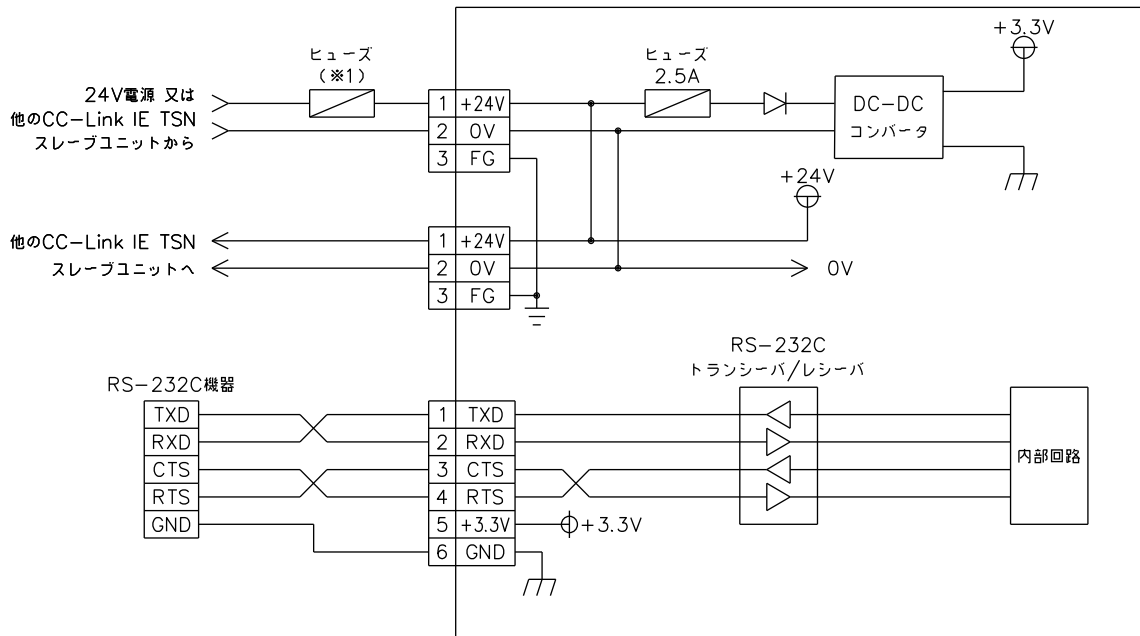 +3.3V
ヒューズ
(※1)
ヒューズ
2.5A
24V電源 又は
他のCC-Link IE TSN
スレーブユニットから
1 +24V
2 0V
3 FG
DC-DC
コンバータ
+24V
他のCC-Link IE TSN
スレーブユニットへ
1 +24V
2 0V
3 FG
0V
RS-232C
トランシーバ/レシーバ
RS-232C機器
TXD
RXD
CTS
RTS
GND
1 TXD
2 RXD
3 CTS
4 RTS
5 +3.3V
6 GND
+3.3V
内部回路